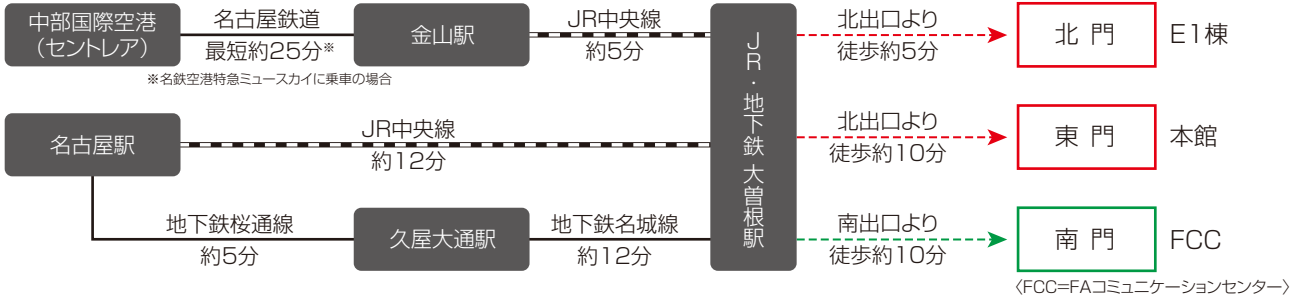 中部国際空港
(セントレア)
名古屋鉄道
最短約25分※
※名鉄空港特急ミュースカイに乗車の場合
金山駅
JR中央線
約5分
名古屋駅
JR中央線
約12分
地下鉄桜通線
約5分
久屋大通駅
地下鉄名城線
約12分
JR・地下鉄 大曽根駅
北出口より
徒歩約5分
北門
E1棟
北出口より
徒歩約10分
東門
本館
南出口より
徒歩約10分
南門
FCC
〈FCC=FAコミュニケーションセンター〉